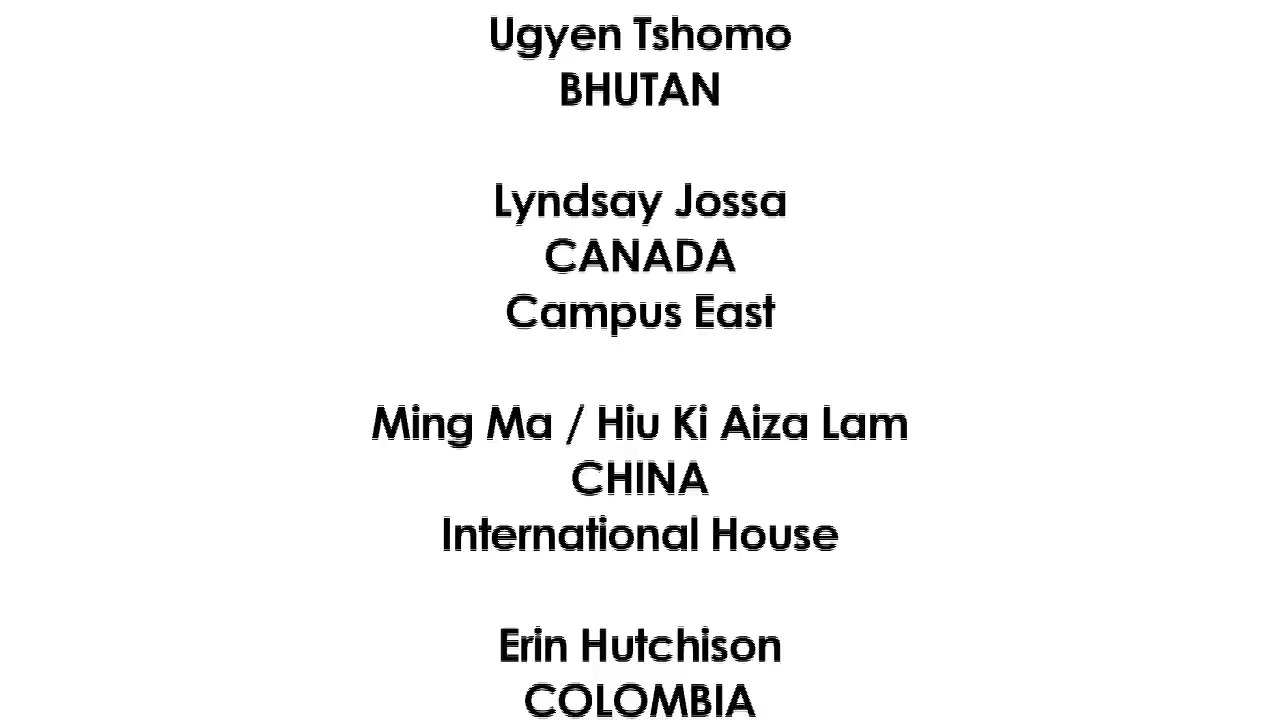 Ugyen Tshomo
BHUTAN
Lyndsay Jossa
CANADA
Campus East
Ming Ma / Hiu Ki Aiza Lam
CHINA
International House
Erin Hutchison
COLOMBIA